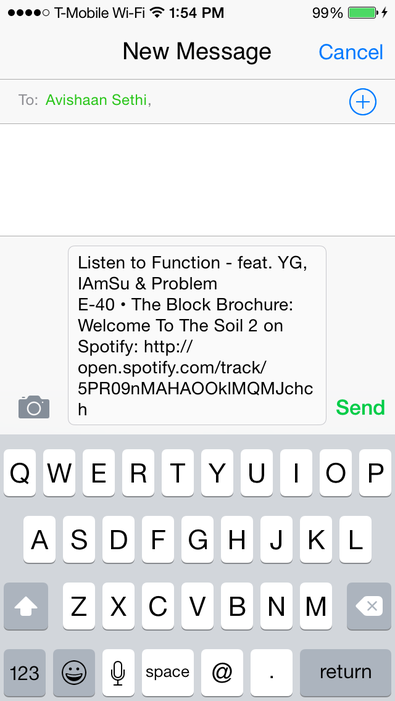 T-Mobile Wi-Fi 1:54 PM 99%
New Message Cancel
To: Avishaan Sethi,
Listen to Function - feat. YG,
IAmSu & Problem
E-40 • The Block Brochure:
Welcome To The Soil 2 on
Spotify: http://
open.spotify.com/track/
5PR09nMAHAOOklMQMJchc
h
Send
Q W E R T Y U I O P
A S D F G H J K L
Z X C V B N M
123 space @ . return